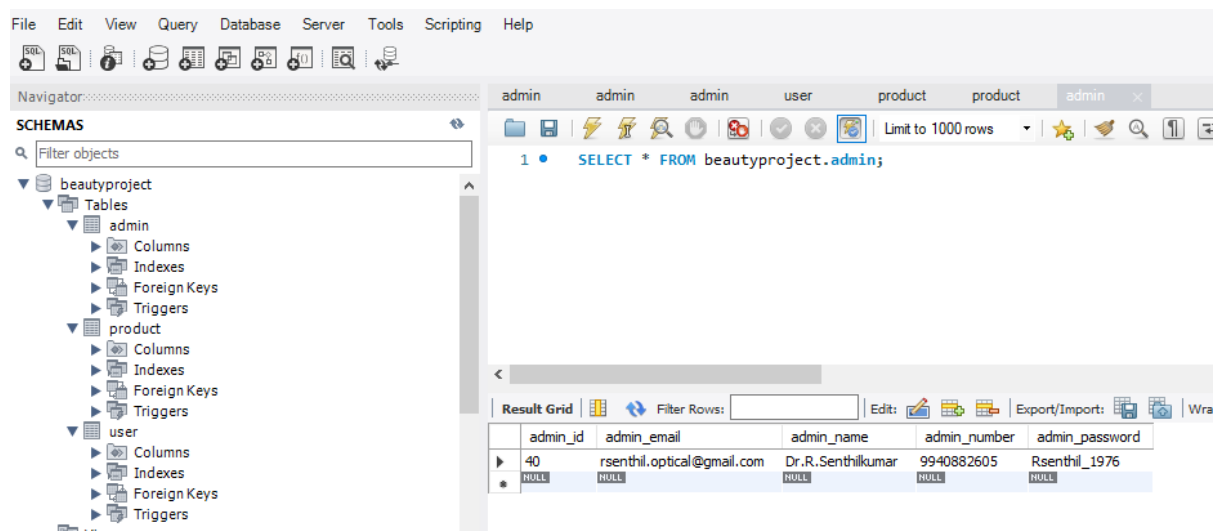 File Edit View Query Database Server Tools Scripting Help
Navigator
SCHEMAS
Filter objects
beautyproject
Tables
admin
Columns
Indexes
Foreign Keys
Triggers
product
Columns
Indexes
Foreign Keys
Triggers
user
Columns
Indexes
Foreign Keys
Triggers
admin admin admin user product product admin
Limit to 1000 rows
1 SELECT * FROM beautyproject.admin;
Result Grid Filter Rows: Edit: Export/Import: Wra
admin_id admin_email admin_name admin_number admin_password
40 rsenthil.optical@gmail.com Dr.R.Senthilkumar 9940882605 Rsenthil_1976
NULL NULL NULL NULL NULL